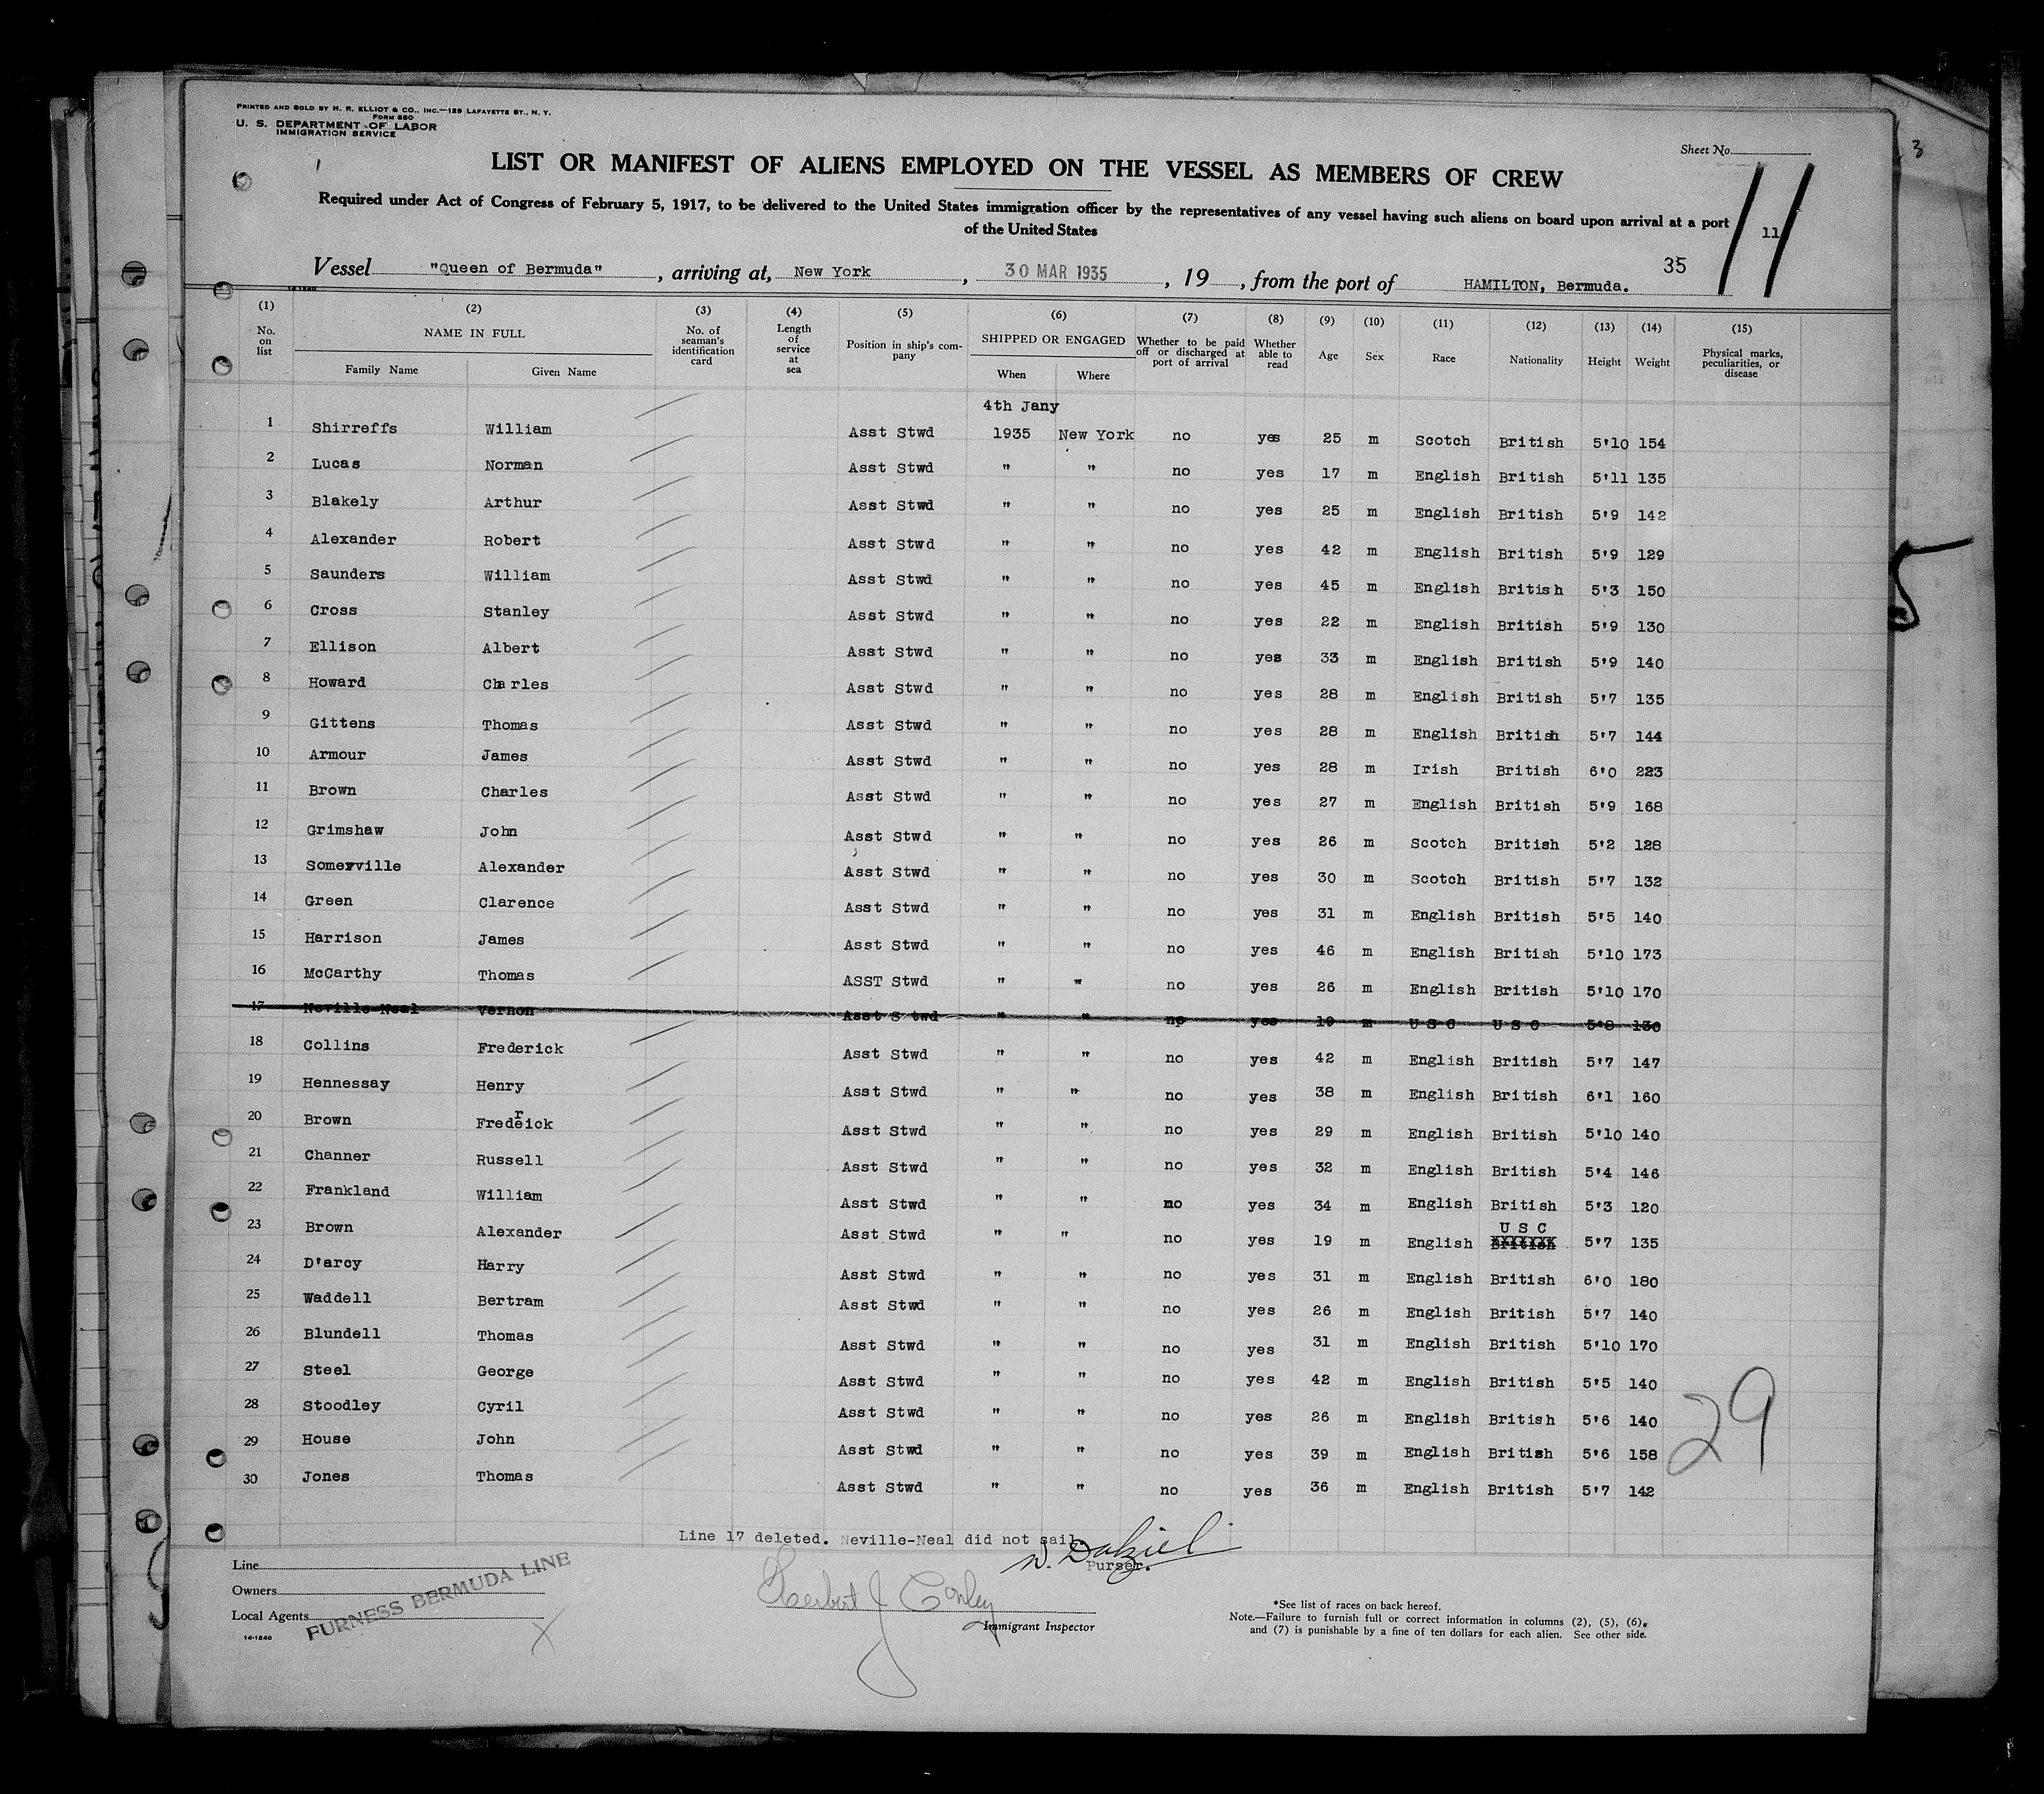 PRINTED AND SOLD BY H. R. ELLIOT & CO., INC.—129 LAFAYETTE ST., N. Y.
FORM 680
U. S. DEPARTMENT OF LABOR
IMMIGRATION SERVICE
Sheet No.
3
LIST OR MANIFEST OF ALIENS EMPLOYED ON THE VESSEL AS MEMBERS OF CREW
Required under Act of Congress of February 5, 1917, to be delivered to the United States immigration officer by the representatives of any vessel having such aliens on board upon arrival at a port
of the United States
11
11
Vessel "Queen of Bermuda" , arriving at, New York , 30 MAR 1935 , 19 35 , from the port of HAMILTON, Bermuda.
(1) (2) (3) (4) (5) (6) (7) (8) (9) (10) (11) (12) (13) (14) (15)
No. on list NAME IN FULL Family Name Given Name No. of seaman's identification card Length of service at sea Position in ship's company SHIPPED OR ENGAGED When Where Whether to be paid off or discharged at port of arrival Whether able to read Age Sex Race Nationality Height Weight Physical marks, peculiarities, or disease
4th Jany
1 Shirreffs William Asst Stwd 1935 New York no yes 25 m Scotch British 5'10 154
2 Lucas Norman Asst Stwd " " no yes 17 m English British 5'11 135
3 Blakely Arthur Asst Stwd " " no yes 25 m English British 5'9 142
4 Alexander Robert Asst Stwd " " no yes 42 m English British 5'9 129
5 Saunders William Asst Stwd " " no yes 45 m English British 5'3 150
6 Cross Stanley Asst Stwd " " no yes 22 m English British 5'9 130
7 Ellison Albert Asst Stwd " " no yes 33 m English British 5'9 140
8 Howard Charles Asst Stwd " " no yes 28 m English British 5'7 135
9 Gittens Thomas Asst Stwd " " no yes 28 m English British 5'7 144
10 Armour James Asst Stwd " " no yes 28 m Irish British 6'0 223
11 Brown Charles Asst Stwd " " no yes 27 m English British 5'9 168
12 Grimshaw John Asst Stwd " " no yes 26 m Scotch British 5'2 128
13 Somerville Alexander Asst Stwd " " no yes 30 m Scotch British 5'7 132
14 Green Clarence Asst Stwd " " no yes 31 m English British 5'5 140
15 Harrison James Asst Stwd " " no yes 46 m English British 5'10 173
16 McCarthy Thomas ASST Stwd " " no yes 26 m English British 5'10 170
17 Neville-Neal Vernon Asst S twd " " no yes 19 m U S C U S C 5'8 130
18 Collins Frederick Asst Stwd " " no yes 42 m English British 5'7 147
19 Hennessay Henry Asst Stwd " " no yes 38 m English British 6'1 160
20 Brown Frederick Asst Stwd " " no yes 29 m English British 5'10 140
21 Channer Russell Asst Stwd " " no yes 32 m English British 5'4 146
22 Frankland William Asst Stwd " " no yes 34 m English British 5'3 120
23 Brown Alexander Asst Stwd " " no yes 19 m English British U S C 5'7 135
24 D'arcy Harry Asst Stwd " " no yes 31 m English British 6'0 180
25 Waddell Bertram Asst Stwd " " no yes 26 m English British 5'7 140
26 Blundell Thomas Asst Stwd " " no yes 31 m English British 5'10 170
27 Steel George Asst Stwd " " no yes 42 m English British 5'5 140
28 Stoodley Cyril Asst Stwd " " no yes 26 m English British 5'6 140
29 House John Asst Stwd " " no yes 39 m English British 5'6 158
30 Jones Thomas Asst Stwd " " no yes 36 m English British 5'7 142
29
Line 17 deleted. Neville-Neal did not sail.
W. Dalziel
Purser.
Line
Owners
Local Agents
FURNESS BERMUDA LINE
14-1240
Herbert J Conley
Immigrant Inspector
*See list of races on back hereof.
Note.—Failure to furnish full or correct information in columns (2), (5), (6),
and (7) is punishable by a fine of ten dollars for each alien. See other side.